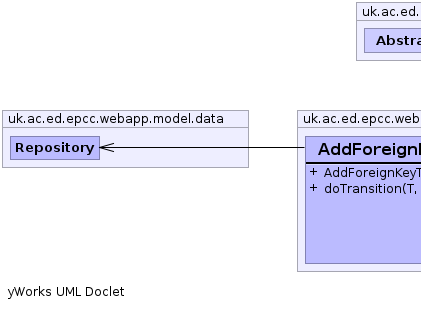 uk.ac.ed.
Abstra
uk.ac.ed.epcc.webapp.model.data
Repository
uk.ac.ed.epcc.web
AddForeignK
+ AddForeignKeyT
+ doTransition(T,
yWorks UML Doclet